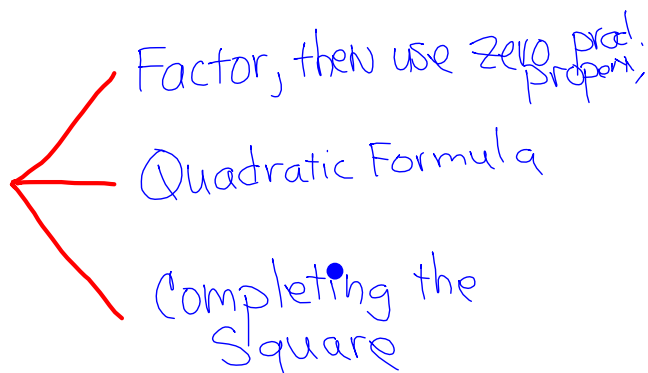 Factor, then use zero prod.
property
Quadratic Formula
Completing the
Square